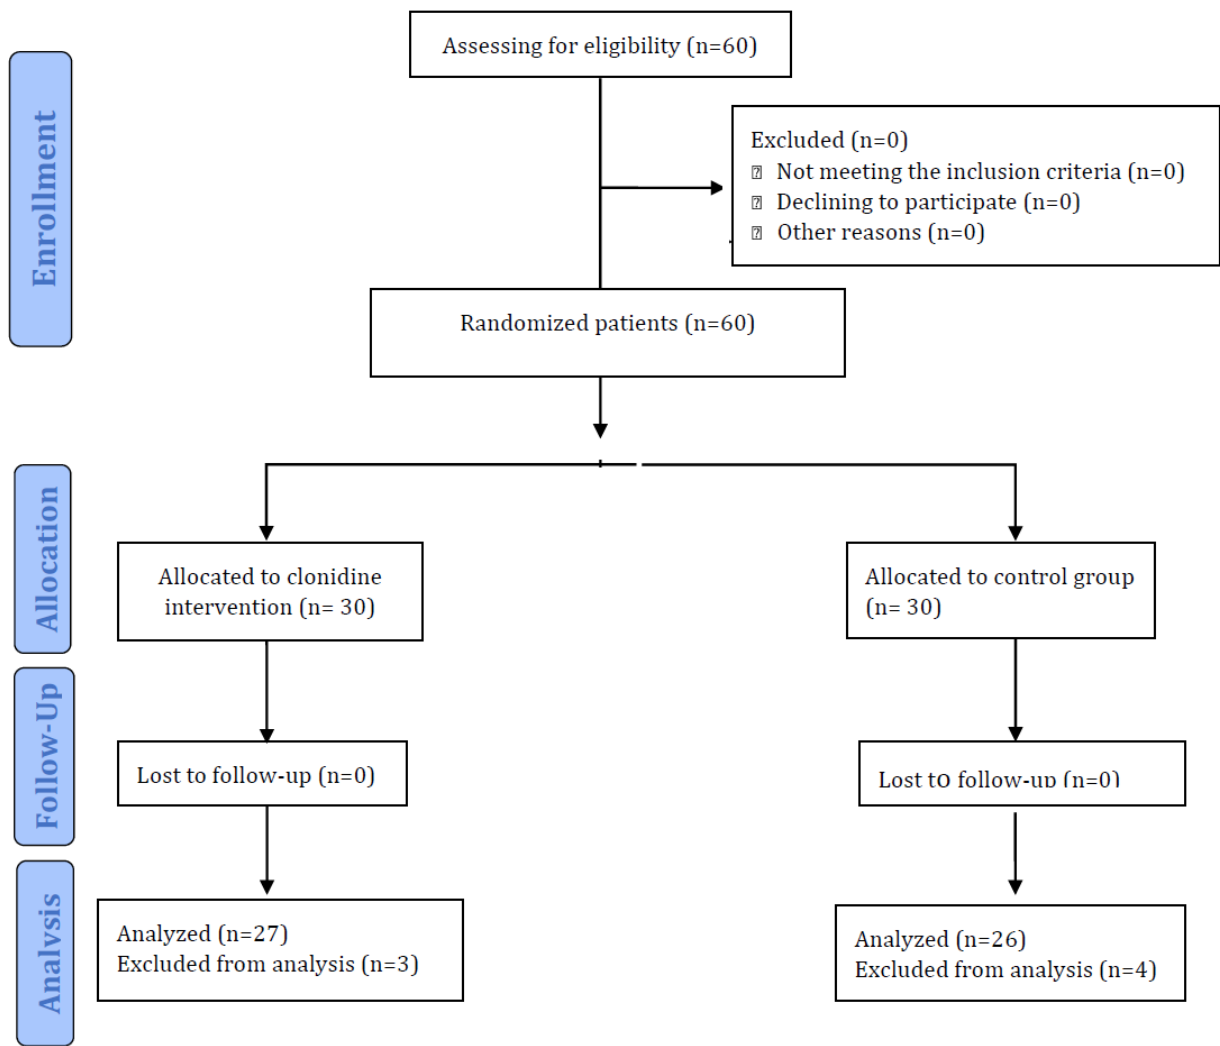 Assessing for eligibility (n=60)
Enrollment
Excluded (n=0)
Not meeting the inclusion criteria (n=0)
Declining to participate (n=0)
Other reasons (n=0)
Randomized patients (n=60)
Allocation
Allocated to clonidine
intervention (n= 30)
Allocated to control group
(n= 30)
Follow-Up
Lost to follow-up (n=0)
Lost to follow-up (n=0)
Analysis
Analyzed (n=27)
Excluded from analysis (n=3)
Analyzed (n=26)
Excluded from analysis (n=4)